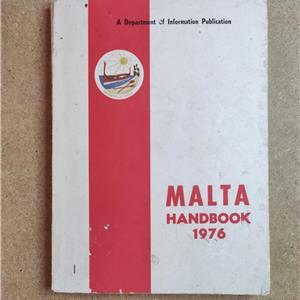 A Department of Information Publication
MALTA
HANDBOOK
1976